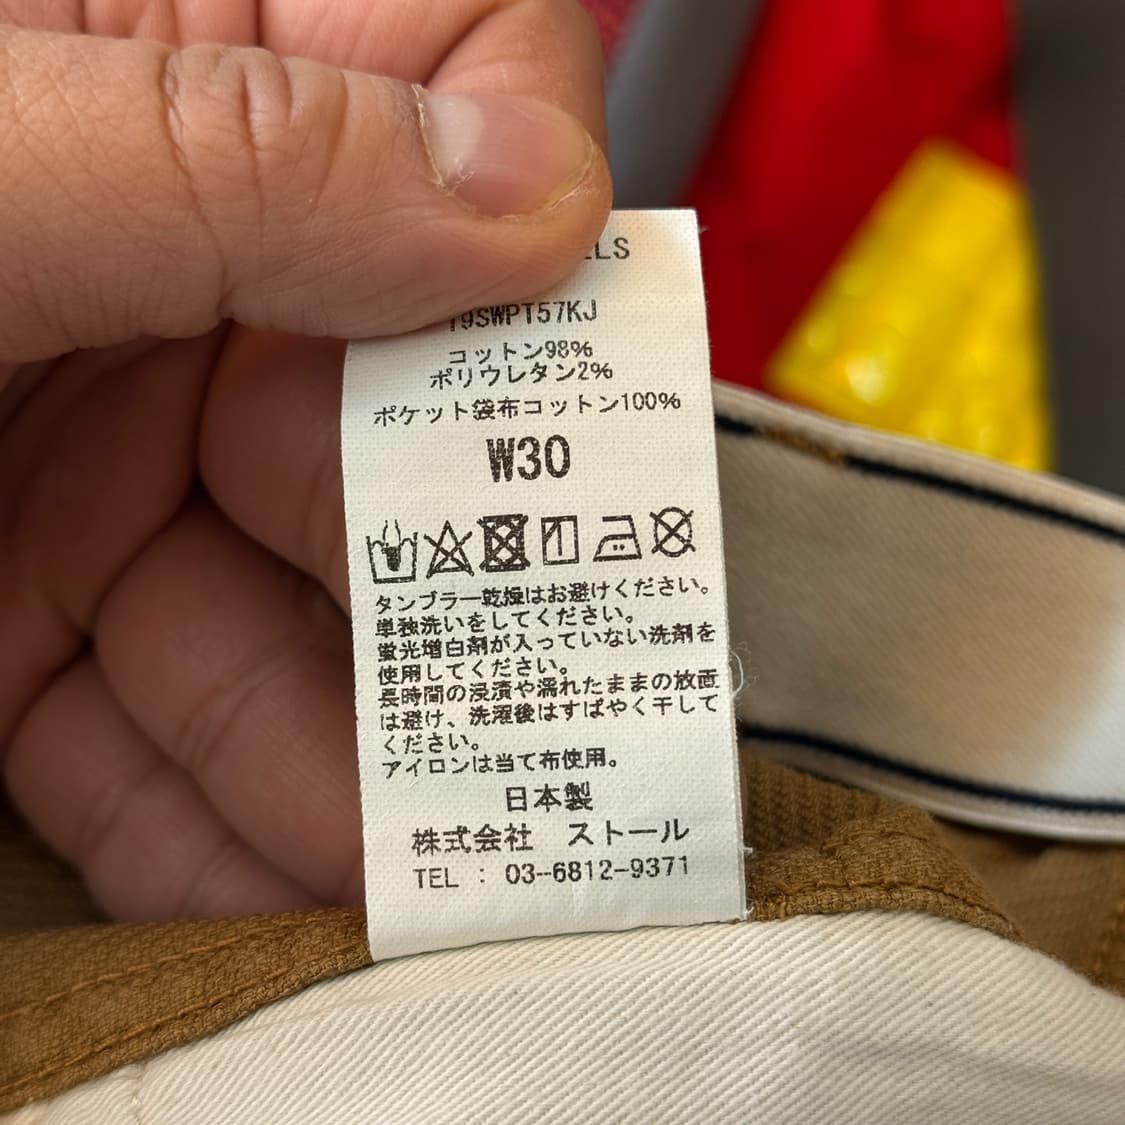 LLS
19SWPT57KJ
コットン98%
ポリウレタン2%
ポケット袋布コットン100%
W30
タンブラー乾燥はお避けください。
単独洗いをしてください。
蛍光増白剤が入っていない洗剤を
使用してください。
長時間の浸漬や濡れたままの放置
は避け、洗濯後はすばやく干して
ください。
アイロンは当て布使用。
日本製
株式会社　ストール
TEL : 03-6812-9371